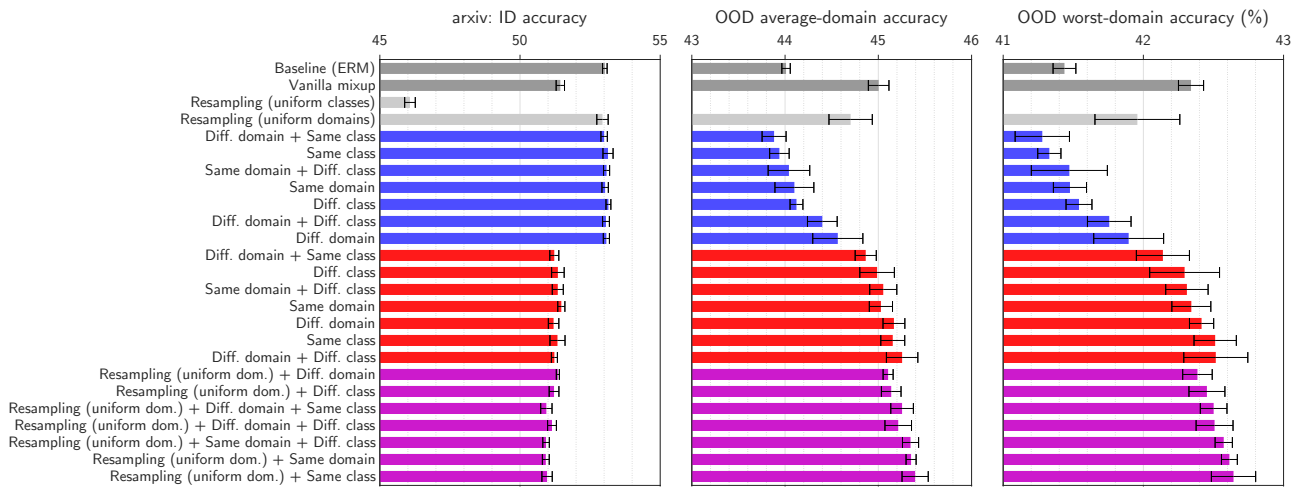 arxiv: ID accuracy
OOD average-domain accuracy
OOD worst-domain accuracy (%)
45 50 55
43 44 45 46
41 42 43
Baseline (ERM)
Vanilla mixup
Resampling (uniform classes)
Resampling (uniform domains)
Diff. domain + Same class
Same class
Same domain + Diff. class
Same domain
Diff. class
Diff. domain + Diff. class
Diff. domain
Diff. domain + Same class
Diff. class
Same domain + Diff. class
Same domain
Diff. domain
Same class
Diff. domain + Diff. class
Resampling (uniform dom.) + Diff. domain
Resampling (uniform dom.) + Diff. class
Resampling (uniform dom.) + Diff. domain + Same class
Resampling (uniform dom.) + Diff. domain + Diff. class
Resampling (uniform dom.) + Same domain + Diff. class
Resampling (uniform dom.) + Same domain
Resampling (uniform dom.) + Same class